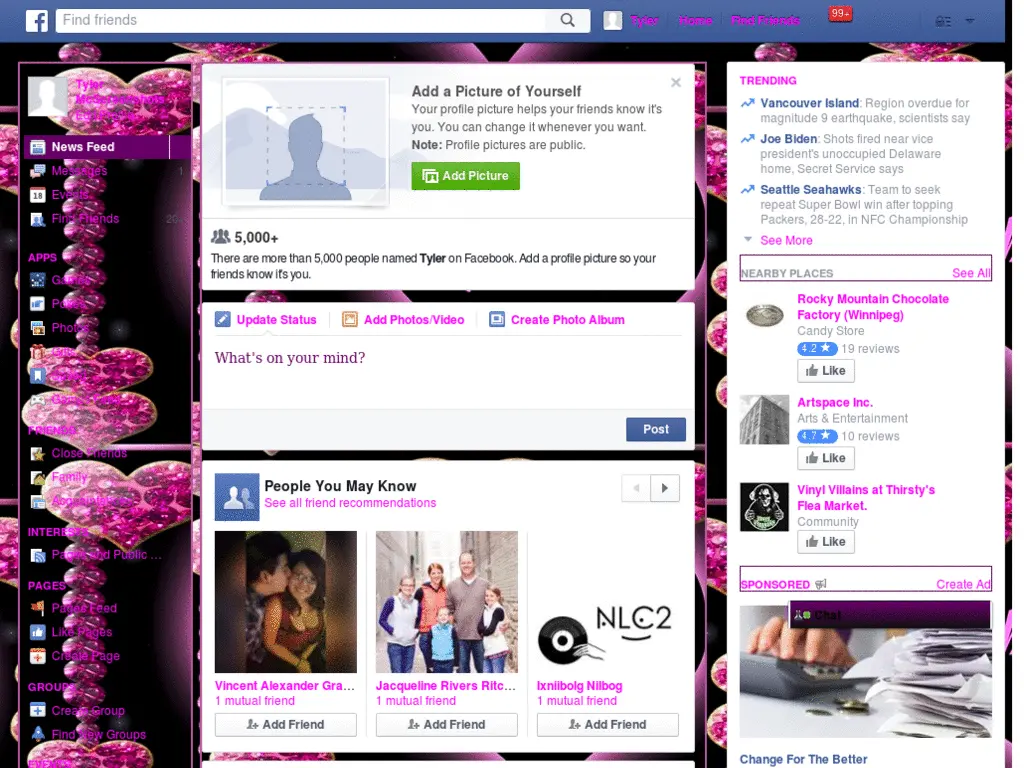 Find friends
Tyler
Home
Find Friends
99+
Tyler
Add a Picture of Yourself
Your profile picture helps your friends know it's
you. You can change it whenever you want.
Note: Profile pictures are public.
Add Picture
5,000+
There are more than 5,000 people named Tyler on Facebook. Add a profile picture so your
friends know it's you.
News Feed
Messages
1
Events
Find Friends
APPS
Photos
FRIENDS
Close Friends
Family
INTERESTS
Pages and Public ...
PAGES
Pages Feed
Like Pages
Create Page
GROUPS
Create Group
Find New Groups
Update Status
Add Photos/Video
Create Photo Album
What's on your mind?
Post
People You May Know
See all friend recommendations
NLC2
Vincent Alexander Gra...
1 mutual friend
Add Friend
Jacqueline Rivers Ritc...
1 mutual friend
Add Friend
Ixniibolg Nilbog
1 mutual friend
Add Friend
TRENDING
Vancouver Island: Region overdue for
magnitude 9 earthquake, scientists say
Joe Biden: Shots fired near vice
president's unoccupied Delaware
home, Secret Service says
Seattle Seahawks: Team to seek
repeat Super Bowl win after topping
Packers, 28-22, in NFC Championship
See More
NEARBY PLACES
See All
Rocky Mountain Chocolate
Factory (Winnipeg)
Candy Store
4.2 ★ 19 reviews
Like
Artspace Inc.
Arts & Entertainment
4.7 ★ 10 reviews
Like
Vinyl Villains at Thirsty's
Flea Market.
Community
Like
SPONSORED
Create Ad
Chat
Change For The Better